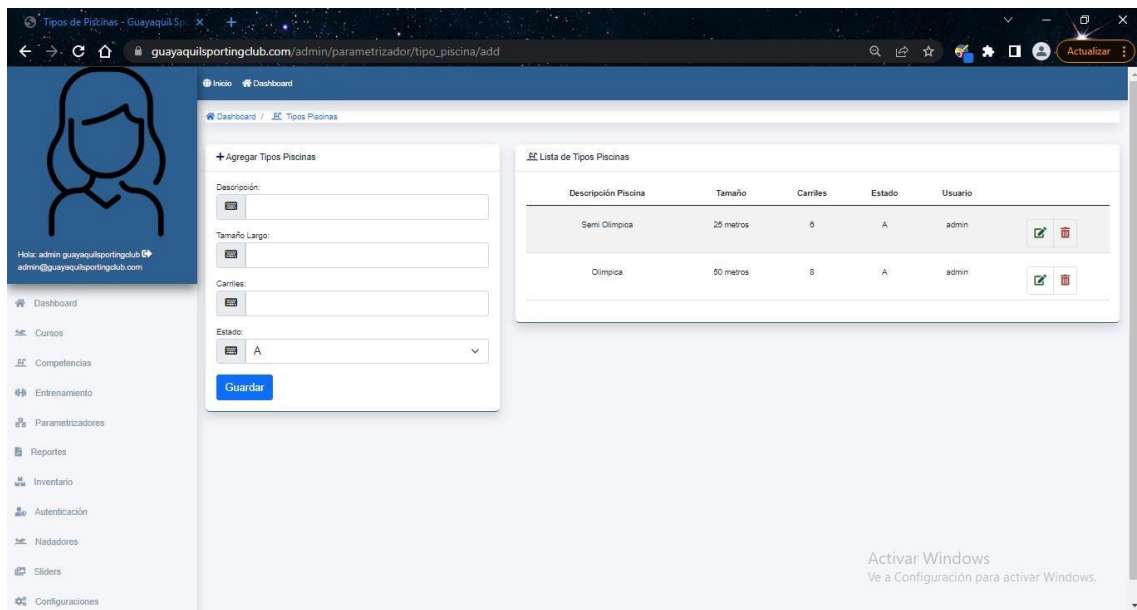 Tipos de Piscinas - Guayaquil Sp
guayaquilsportingclub.com/admin/parametrizador/tipo_piscina/add
Actualizar
Inicio Dashboard
Dashboard / Tipos Piscinas
Hola: admin guayaquilsportingclub
admin@guayaquilsportingclub.com
Dashboard
Cursos
Competencias
Entrenamiento
Parametrizadores
Reportes
Inventario
Autenticación
Nadadores
Sliders
Configuraciones
+ Agregar Tipos Piscinas
Descripción:
Tamaño Largo:
Carriles:
Estado:
A
Guardar
Lista de Tipos Piscinas
Descripción Piscina Tamaño Carriles Estado Usuario
Semi Olimpica 25 metros 6 A admin
Olimpica 50 metros 8 A admin
Activar Windows
Ve a Configuración para activar Windows.